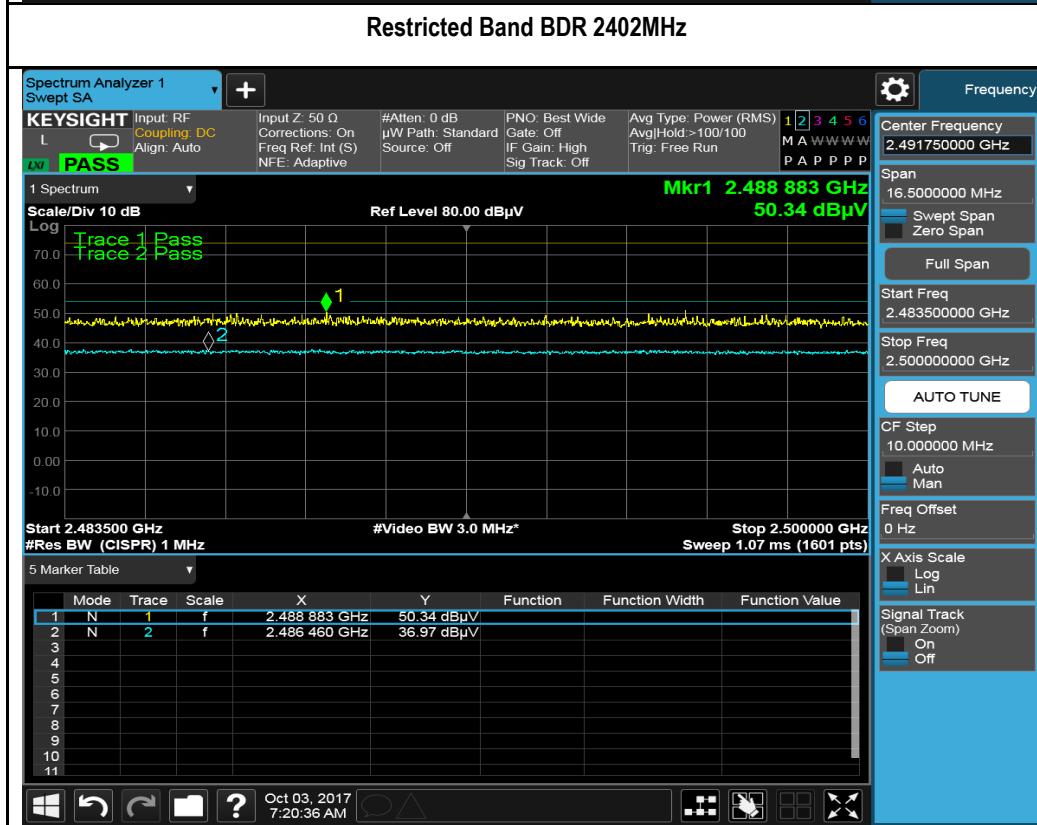 Restricted Band BDR 2402MHz
Spectrum Analyzer 1
Swept SA
+
Frequency
KEYSIGHT
L
LXI
PASS
Input: RF
Coupling: DC
Align: Auto
Input Z: 50 Ω
Corrections: On
Freq Ref: Int (S)
NFE: Adaptive
#Atten: 0 dB
µW Path: Standard
Source: Off
PNO: Best Wide
Gate: Off
IF Gain: High
Sig Track: Off
Avg Type: Power (RMS)
Avg|Hold:>100/100
Trig: Free Run
1 2 3 4 5 6
M A W W W W
P A P P P P
1 Spectrum
Scale/Div 10 dB
Ref Level 80.00 dBµV
Mkr1 2.488 883 GHz
50.34 dBµV
Log
Trace 1 Pass
Trace 2 Pass
70.0
60.0
50.0
40.0
30.0
20.0
10.0
0.00
-10.0
1
2
Start 2.483500 GHz
#Video BW 3.0 MHz*
Stop 2.500000 GHz
#Res BW (CISPR) 1 MHz
Sweep 1.07 ms (1601 pts)
5 Marker Table
Mode Trace Scale X Y Function Function Width Function Value
1 N 1 f 2.488 883 GHz 50.34 dBµV
2 N 2 f 2.486 460 GHz 36.97 dBµV
3
4
5
6
7
8
9
10
11
Center Frequency
2.491750000 GHz
Span
16.5000000 MHz
Swept Span
Zero Span
Full Span
Start Freq
2.483500000 GHz
Stop Freq
2.500000000 GHz
AUTO TUNE
CF Step
10.000000 MHz
Auto
Man
Freq Offset
0 Hz
X Axis Scale
Log
Lin
Signal Track
(Span Zoom)
On
Off
?
Oct 03, 2017
7:20:36 AM